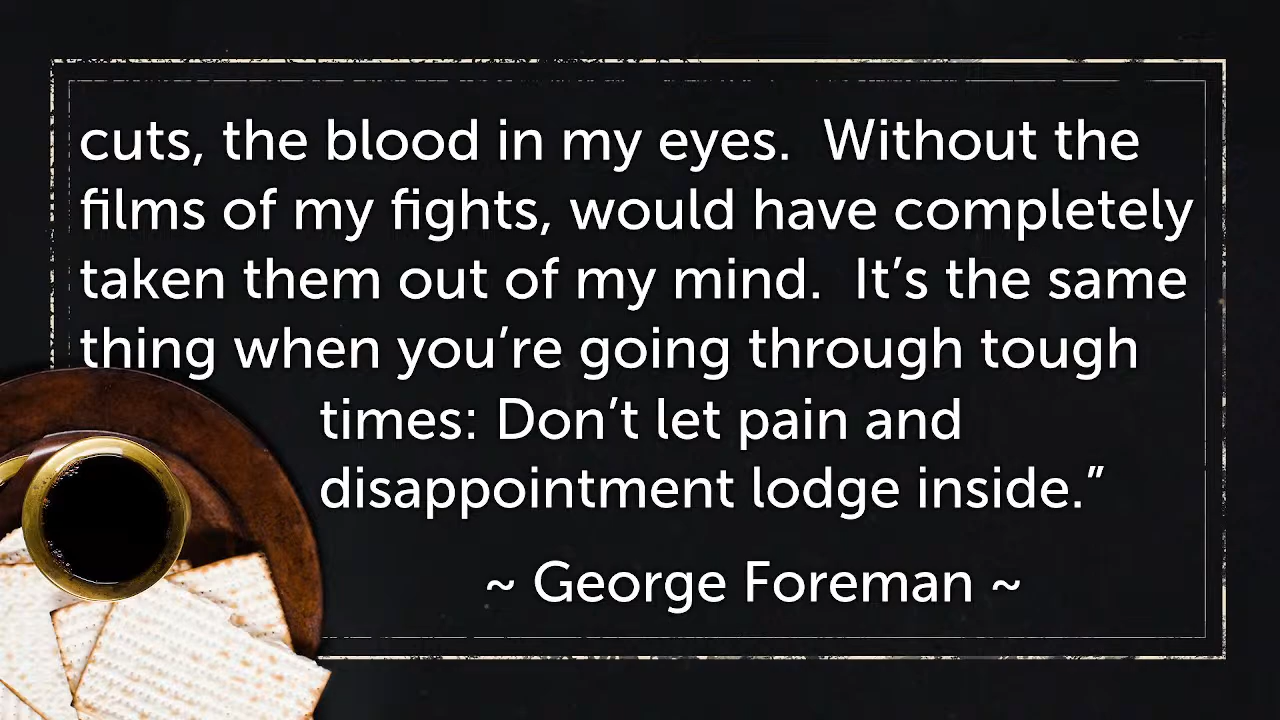 cuts, the blood in my eyes.  Without the
films of my fights, would have completely
taken them out of my mind.  It’s the same
thing when you’re going through tough
times: Don’t let pain and
disappointment lodge inside.”
~ George Foreman ~